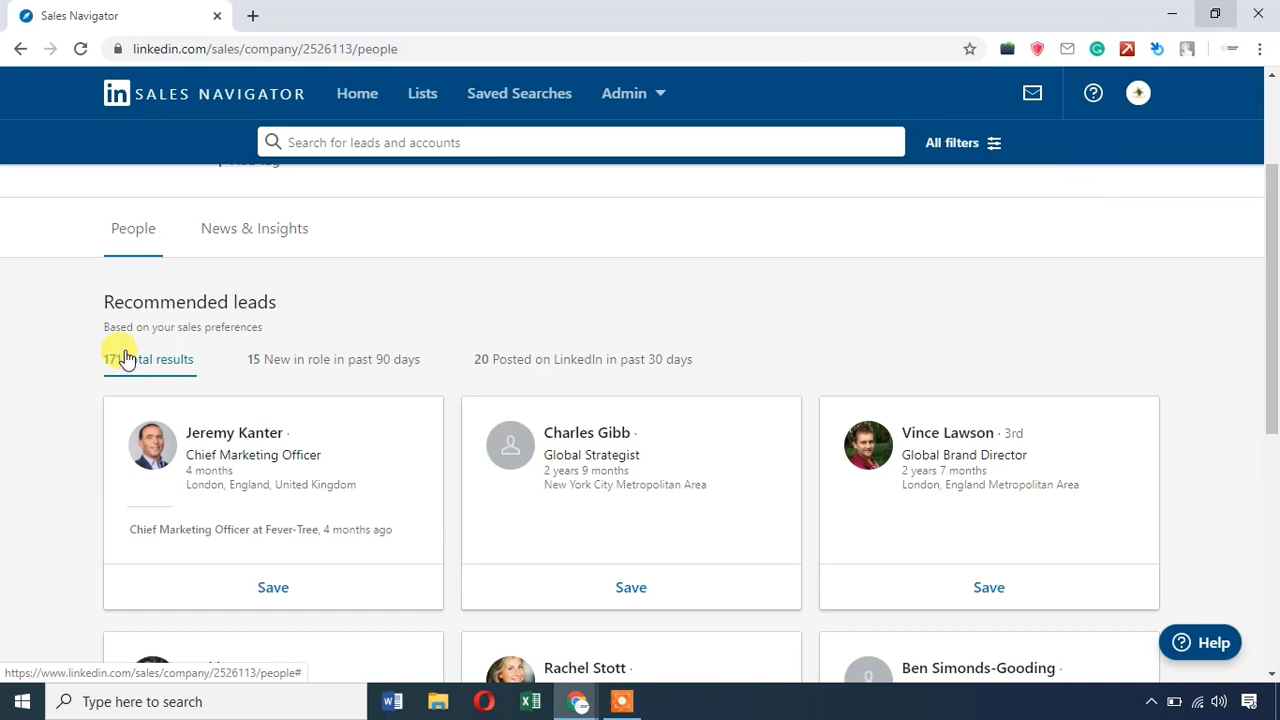 Sales Navigator
linkedin.com/sales/company/2526113/people
in SALES NAVIGATOR
Home
Lists
Saved Searches
Admin
Search for leads and accounts
All filters
People
News & Insights
Recommended leads
Based on your sales preferences
171 total results
15 New in role in past 90 days
20 Posted on LinkedIn in past 30 days
Jeremy Kanter ·
Chief Marketing Officer
4 months
London, England, United Kingdom
Chief Marketing Officer at Fever-Tree, 4 months ago
Save
Charles Gibb ·
Global Strategist
2 years 9 months
New York City Metropolitan Area
Save
Vince Lawson · 3rd
Global Brand Director
2 years 7 months
London, England Metropolitan Area
Save
Rachel Stott ·
Ben Simonds-Gooding ·
Help
https://www.linkedin.com/sales/company/2526113/people#
Type here to search